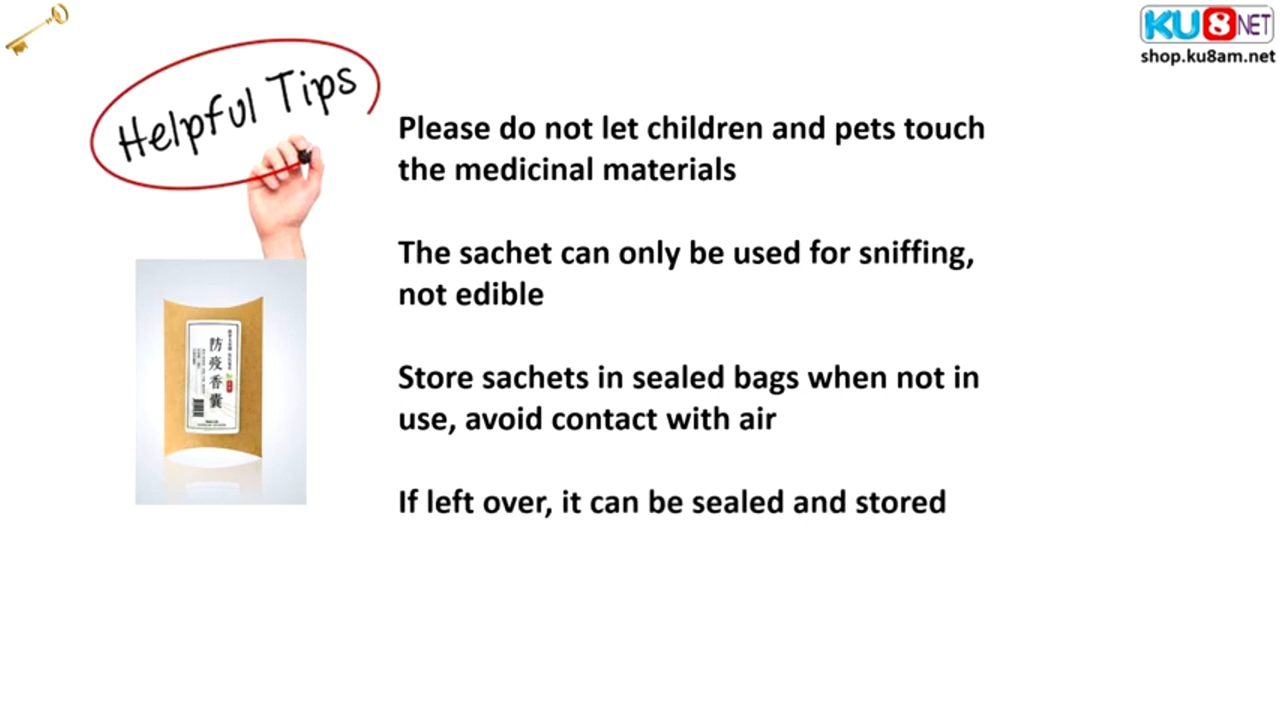 KU8NET
shop.ku8am.net
Helpful Tips
Please do not let children and pets touch
the medicinal materials
The sachet can only be used for sniffing,
not edible
Store sachets in sealed bags when not in
use, avoid contact with air
If left over, it can be sealed and stored
防疫香囊